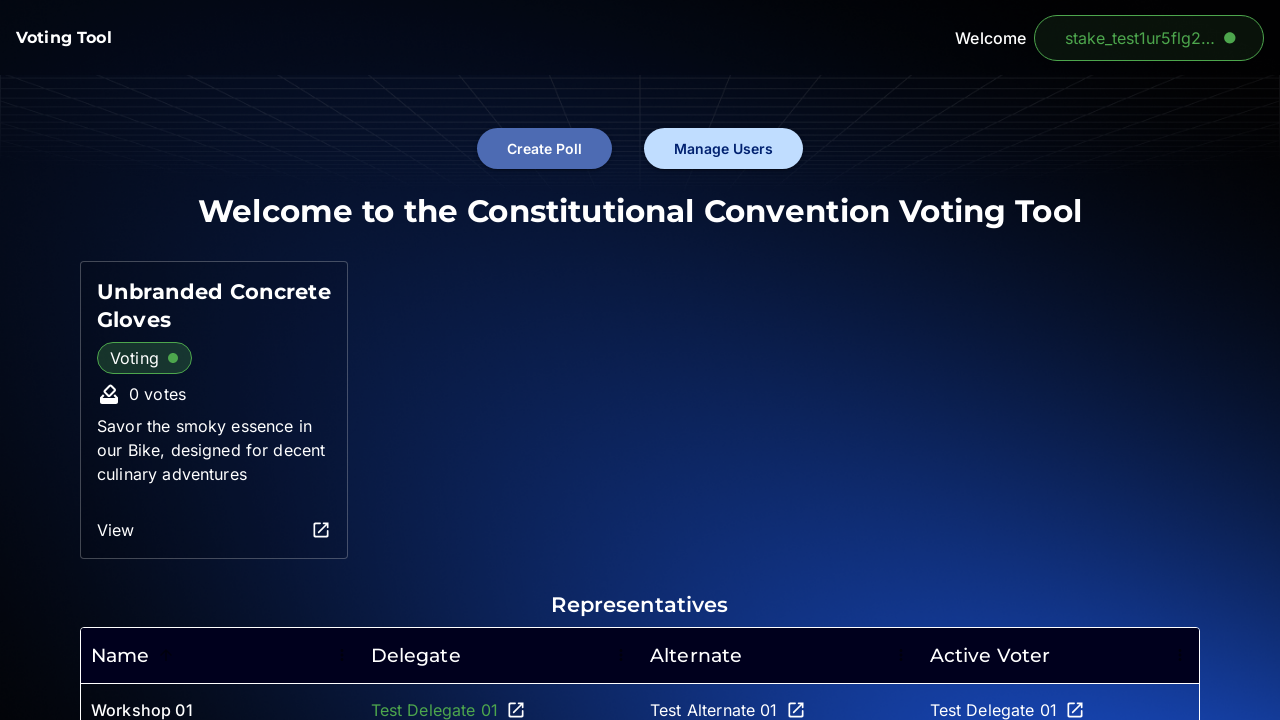 Voting Tool
Welcome stake_test1ur5flg2...
Create Poll Manage Users
Welcome to the Constitutional Convention Voting Tool
Unbranded Concrete
Gloves
Voting
0 votes
Savor the smoky essence in
our Bike, designed for decent
culinary adventures
View
Representatives
Name Delegate Alternate Active Voter
Workshop 01 Test Delegate 01 Test Alternate 01 Test Delegate 01